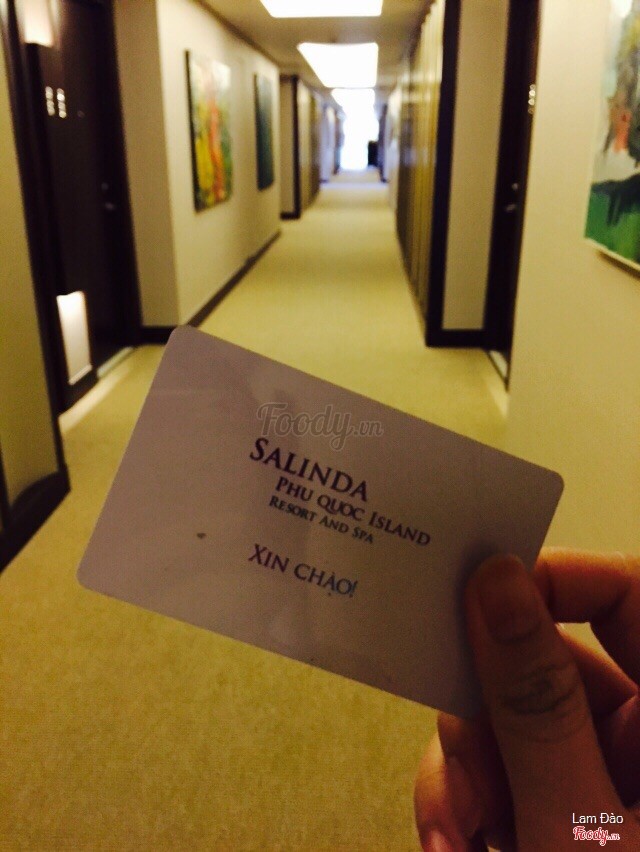 Foody.vn
SALINDA
PHU QUOC ISLAND
RESORT AND SPA
XIN CHÀO!
Lam Đào
Foody.vn